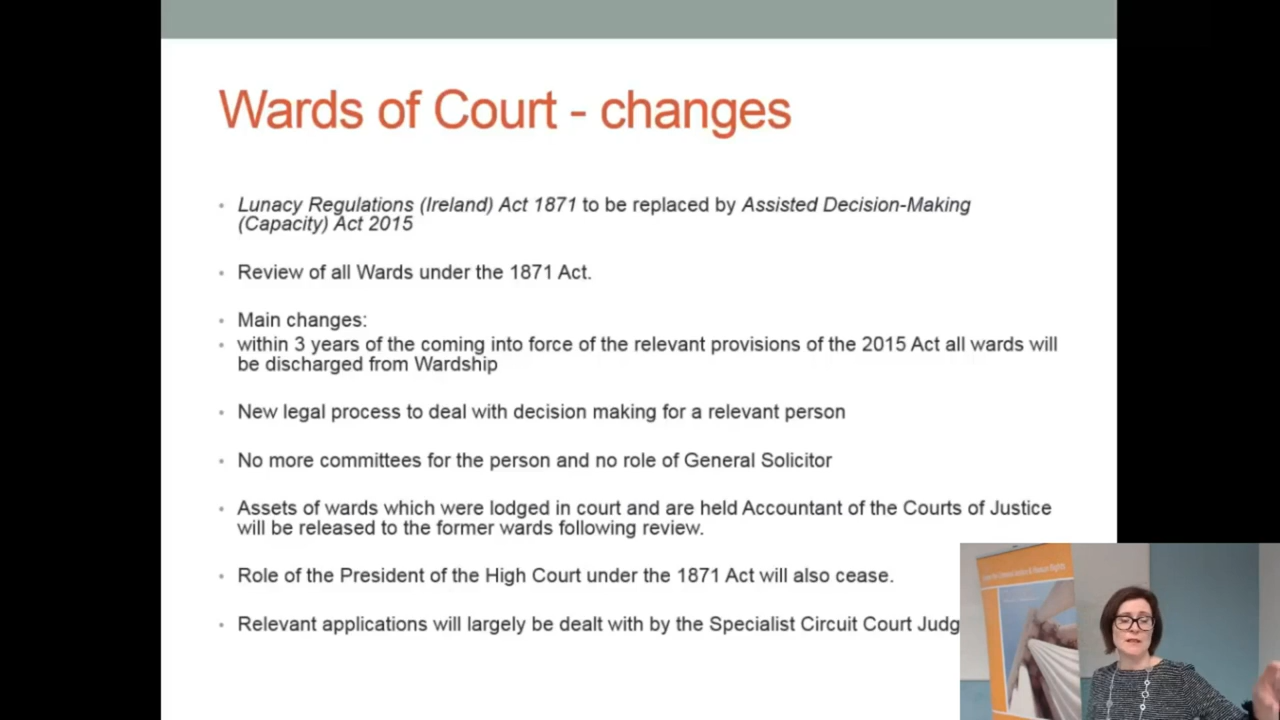 Wards of Court - changes
• Lunacy Regulations (Ireland) Act 1871 to be replaced by Assisted Decision-Making
(Capacity) Act 2015
• Review of all Wards under the 1871 Act.
• Main changes:
• within 3 years of the coming into force of the relevant provisions of the 2015 Act all wards will
be discharged from Wardship
• New legal process to deal with decision making for a relevant person
• No more committees for the person and no role of General Solicitor
• Assets of wards which were lodged in court and are held Accountant of the Courts of Justice
will be released to the former wards following review.
• Role of the President of the High Court under the 1871 Act will also cease.
• Relevant applications will largely be dealt with by the Specialist Circuit Court Judg
Criminal Justice & Human Rights